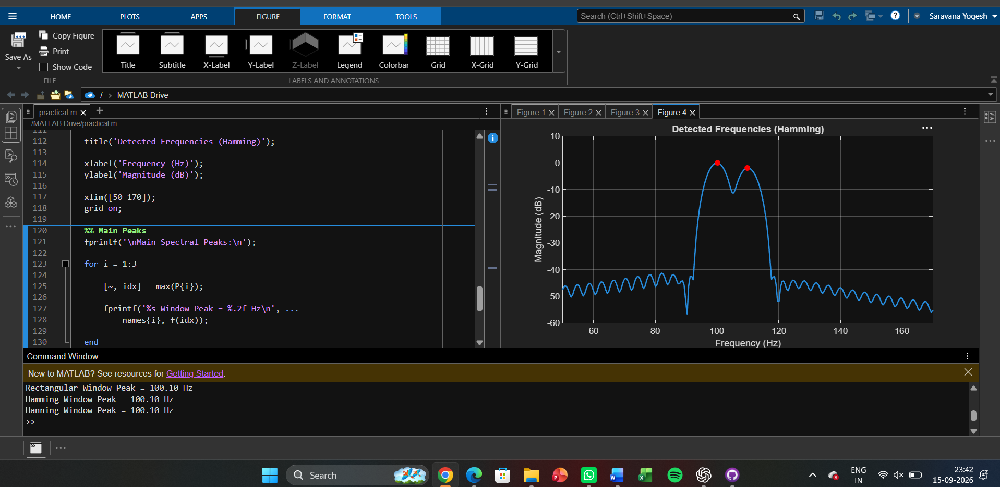 HOME PLOTS APPS FIGURE FORMAT TOOLS Search (Ctrl+Shift+Space) ? Saravana Yogesh
Save As
Copy Figure
Print
Show Code
FILE
Title Subtitle X-Label Y-Label Z-Label Legend Colorbar Grid X-Grid Y-Grid
LABELS AND ANNOTATIONS
/ › MATLAB Drive
practical.m × +
/MATLAB Drive/practical.m
111
112 title('Detected Frequencies (Hamming)');
113
114 xlabel('Frequency (Hz)');
115 ylabel('Magnitude (dB)');
116
117 xlim([50 170]);
118 grid on;
119
120 %% Main Peaks
121 fprintf('\nMain Spectral Peaks:\n');
122
123 for i = 1:3
124
125 [~, idx] = max(P{i});
126
127 fprintf('%s Window Peak = %.2f Hz\n', ...
128 names{i}, f(idx));
129
130 end
Figure 1 × Figure 2 × Figure 3 × Figure 4 ×
Detected Frequencies (Hamming)
10
0
-10
-20
-30
-40
-50
-60
Magnitude (dB)
60 80 100 120 140 160
Frequency (Hz)
Command Window
New to MATLAB? See resources for Getting Started.
Rectangular Window Peak = 100.10 Hz
Hamming Window Peak = 100.10 Hz
Hanning Window Peak = 100.10 Hz
>>
Search
ENG
IN
23:42
15-09-2026